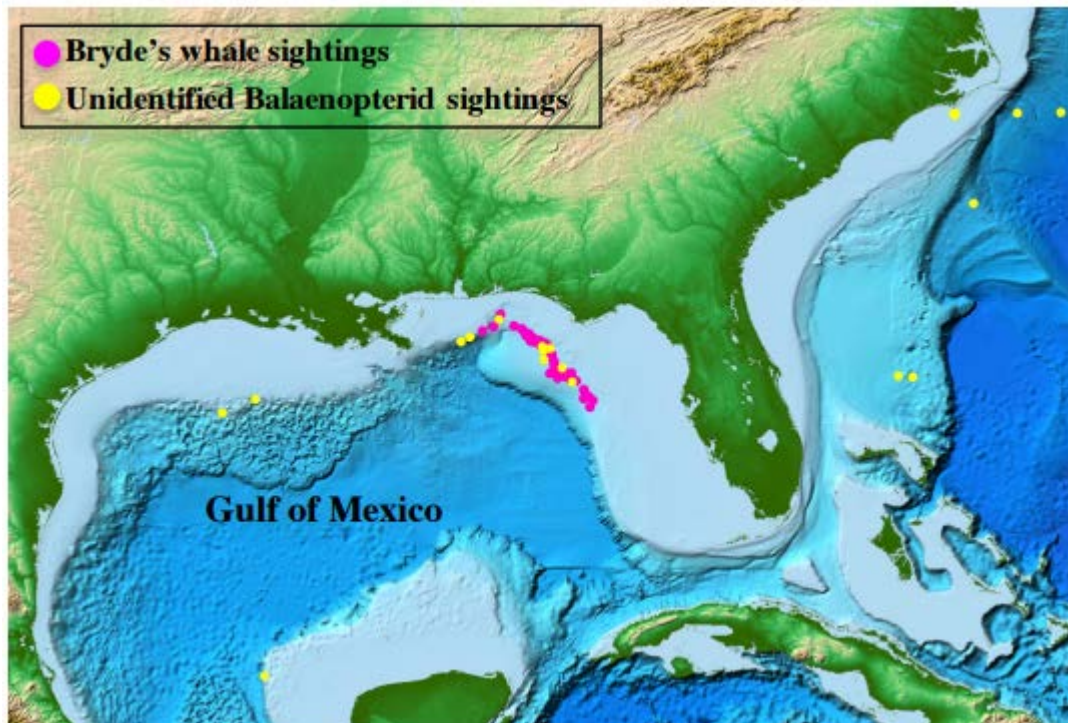 Bryde's whale sightings
Unidentified Balaenopterid sightings
Gulf of Mexico